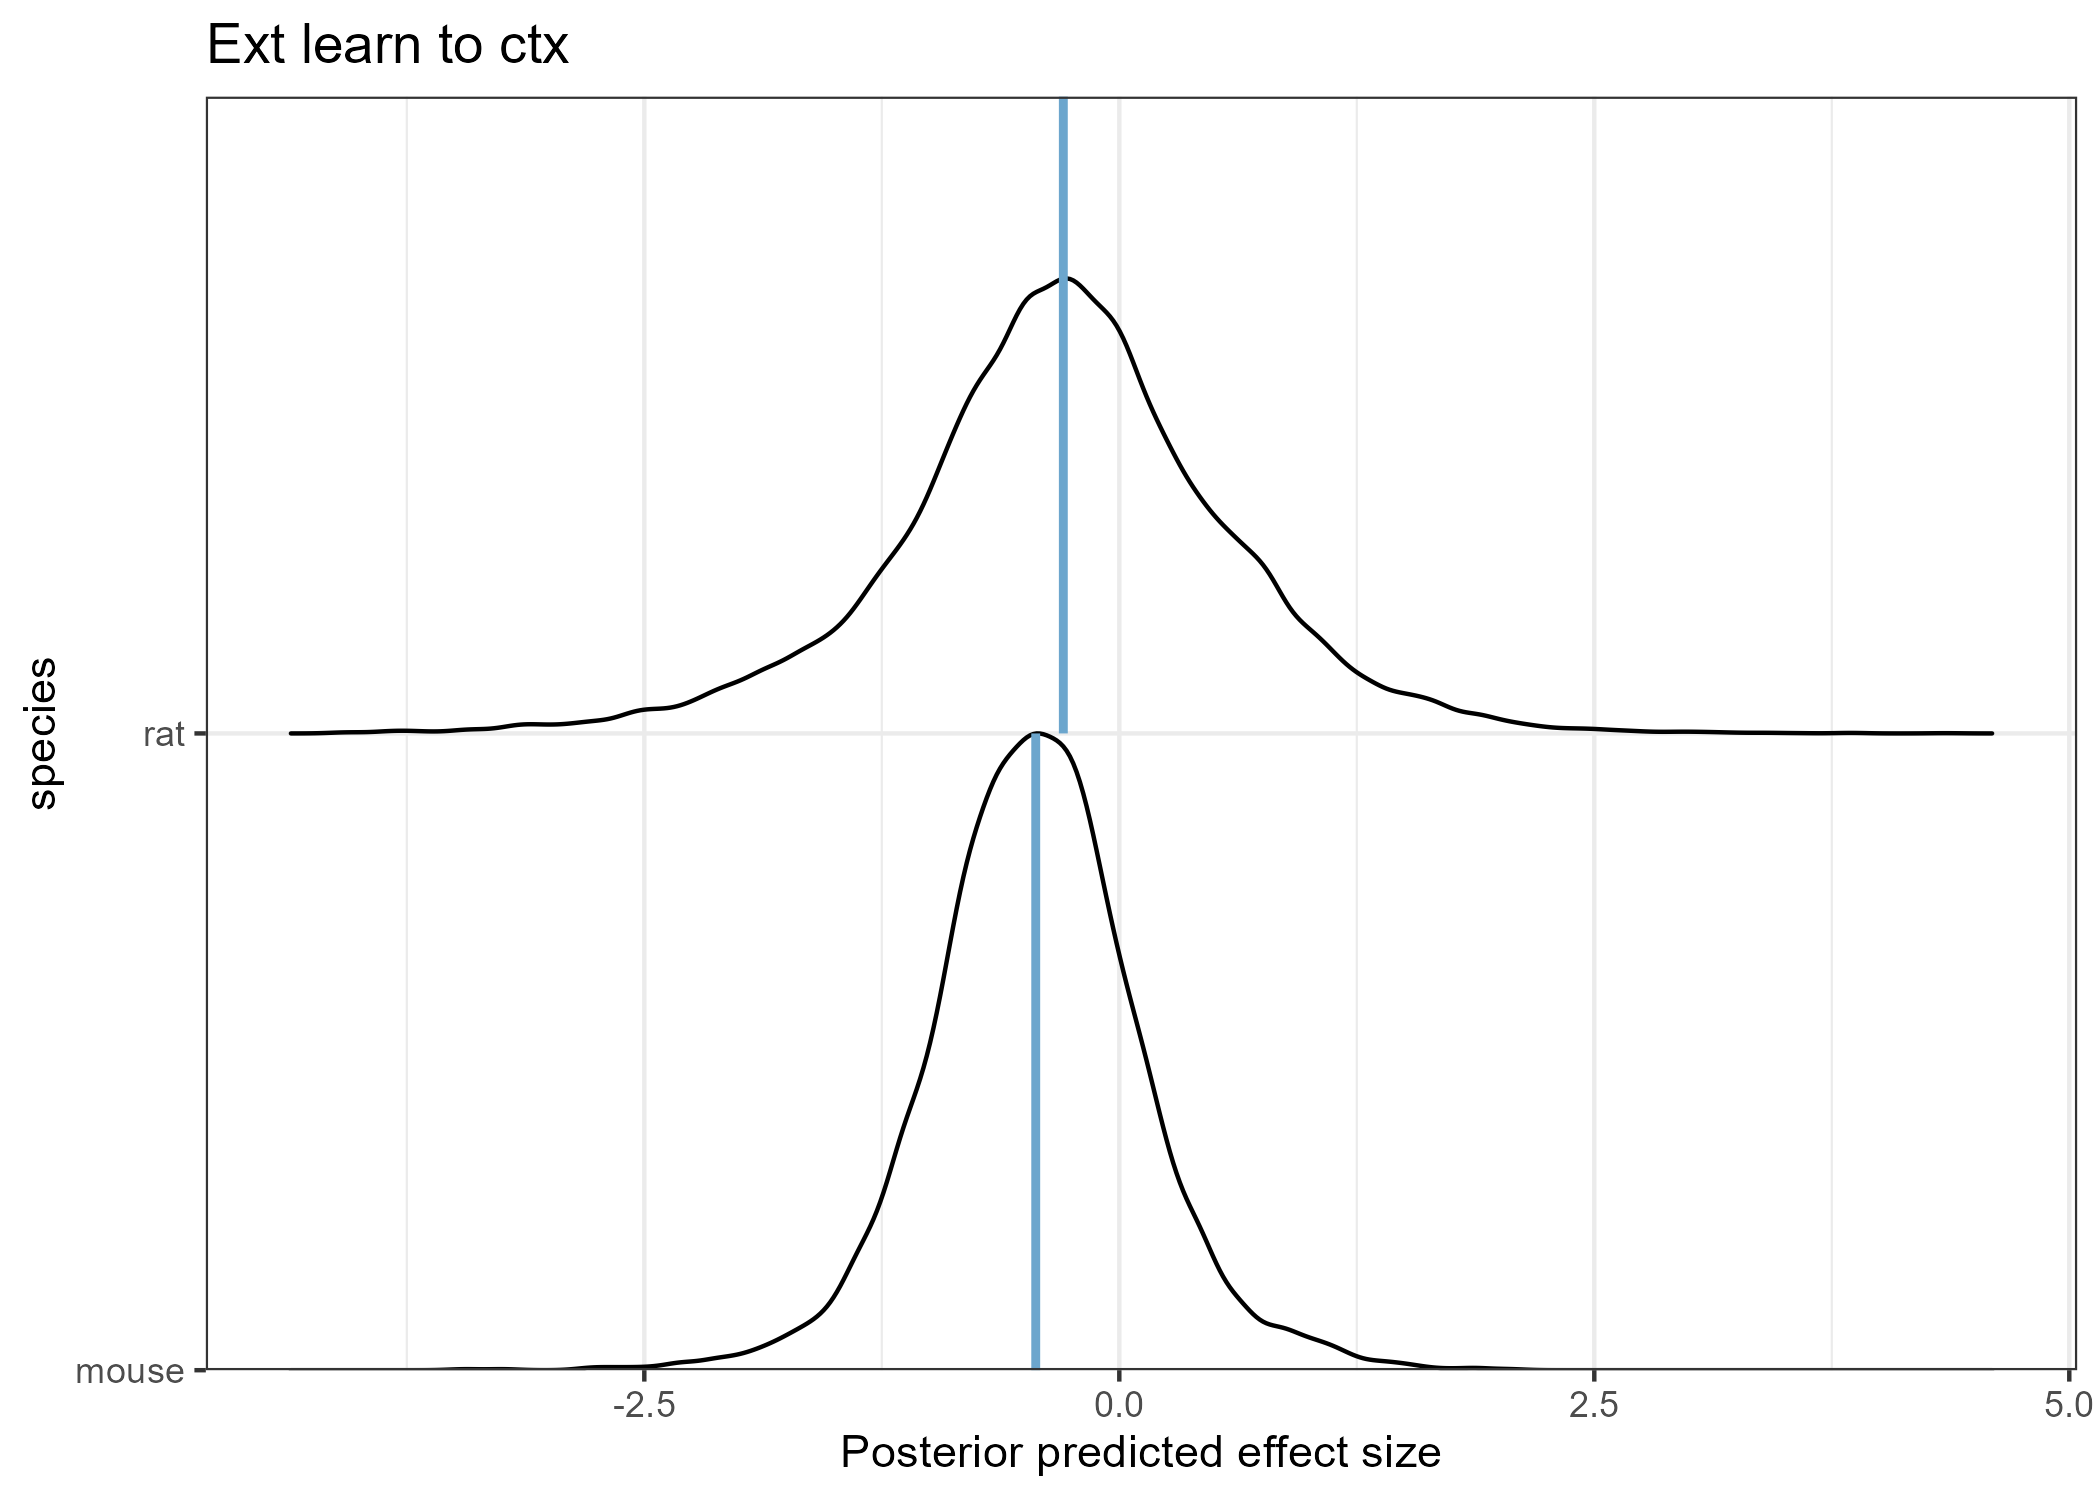 Ext learn to ctx
species
rat
mouse
-2.5 0.0 2.5 5.0
Posterior predicted effect size